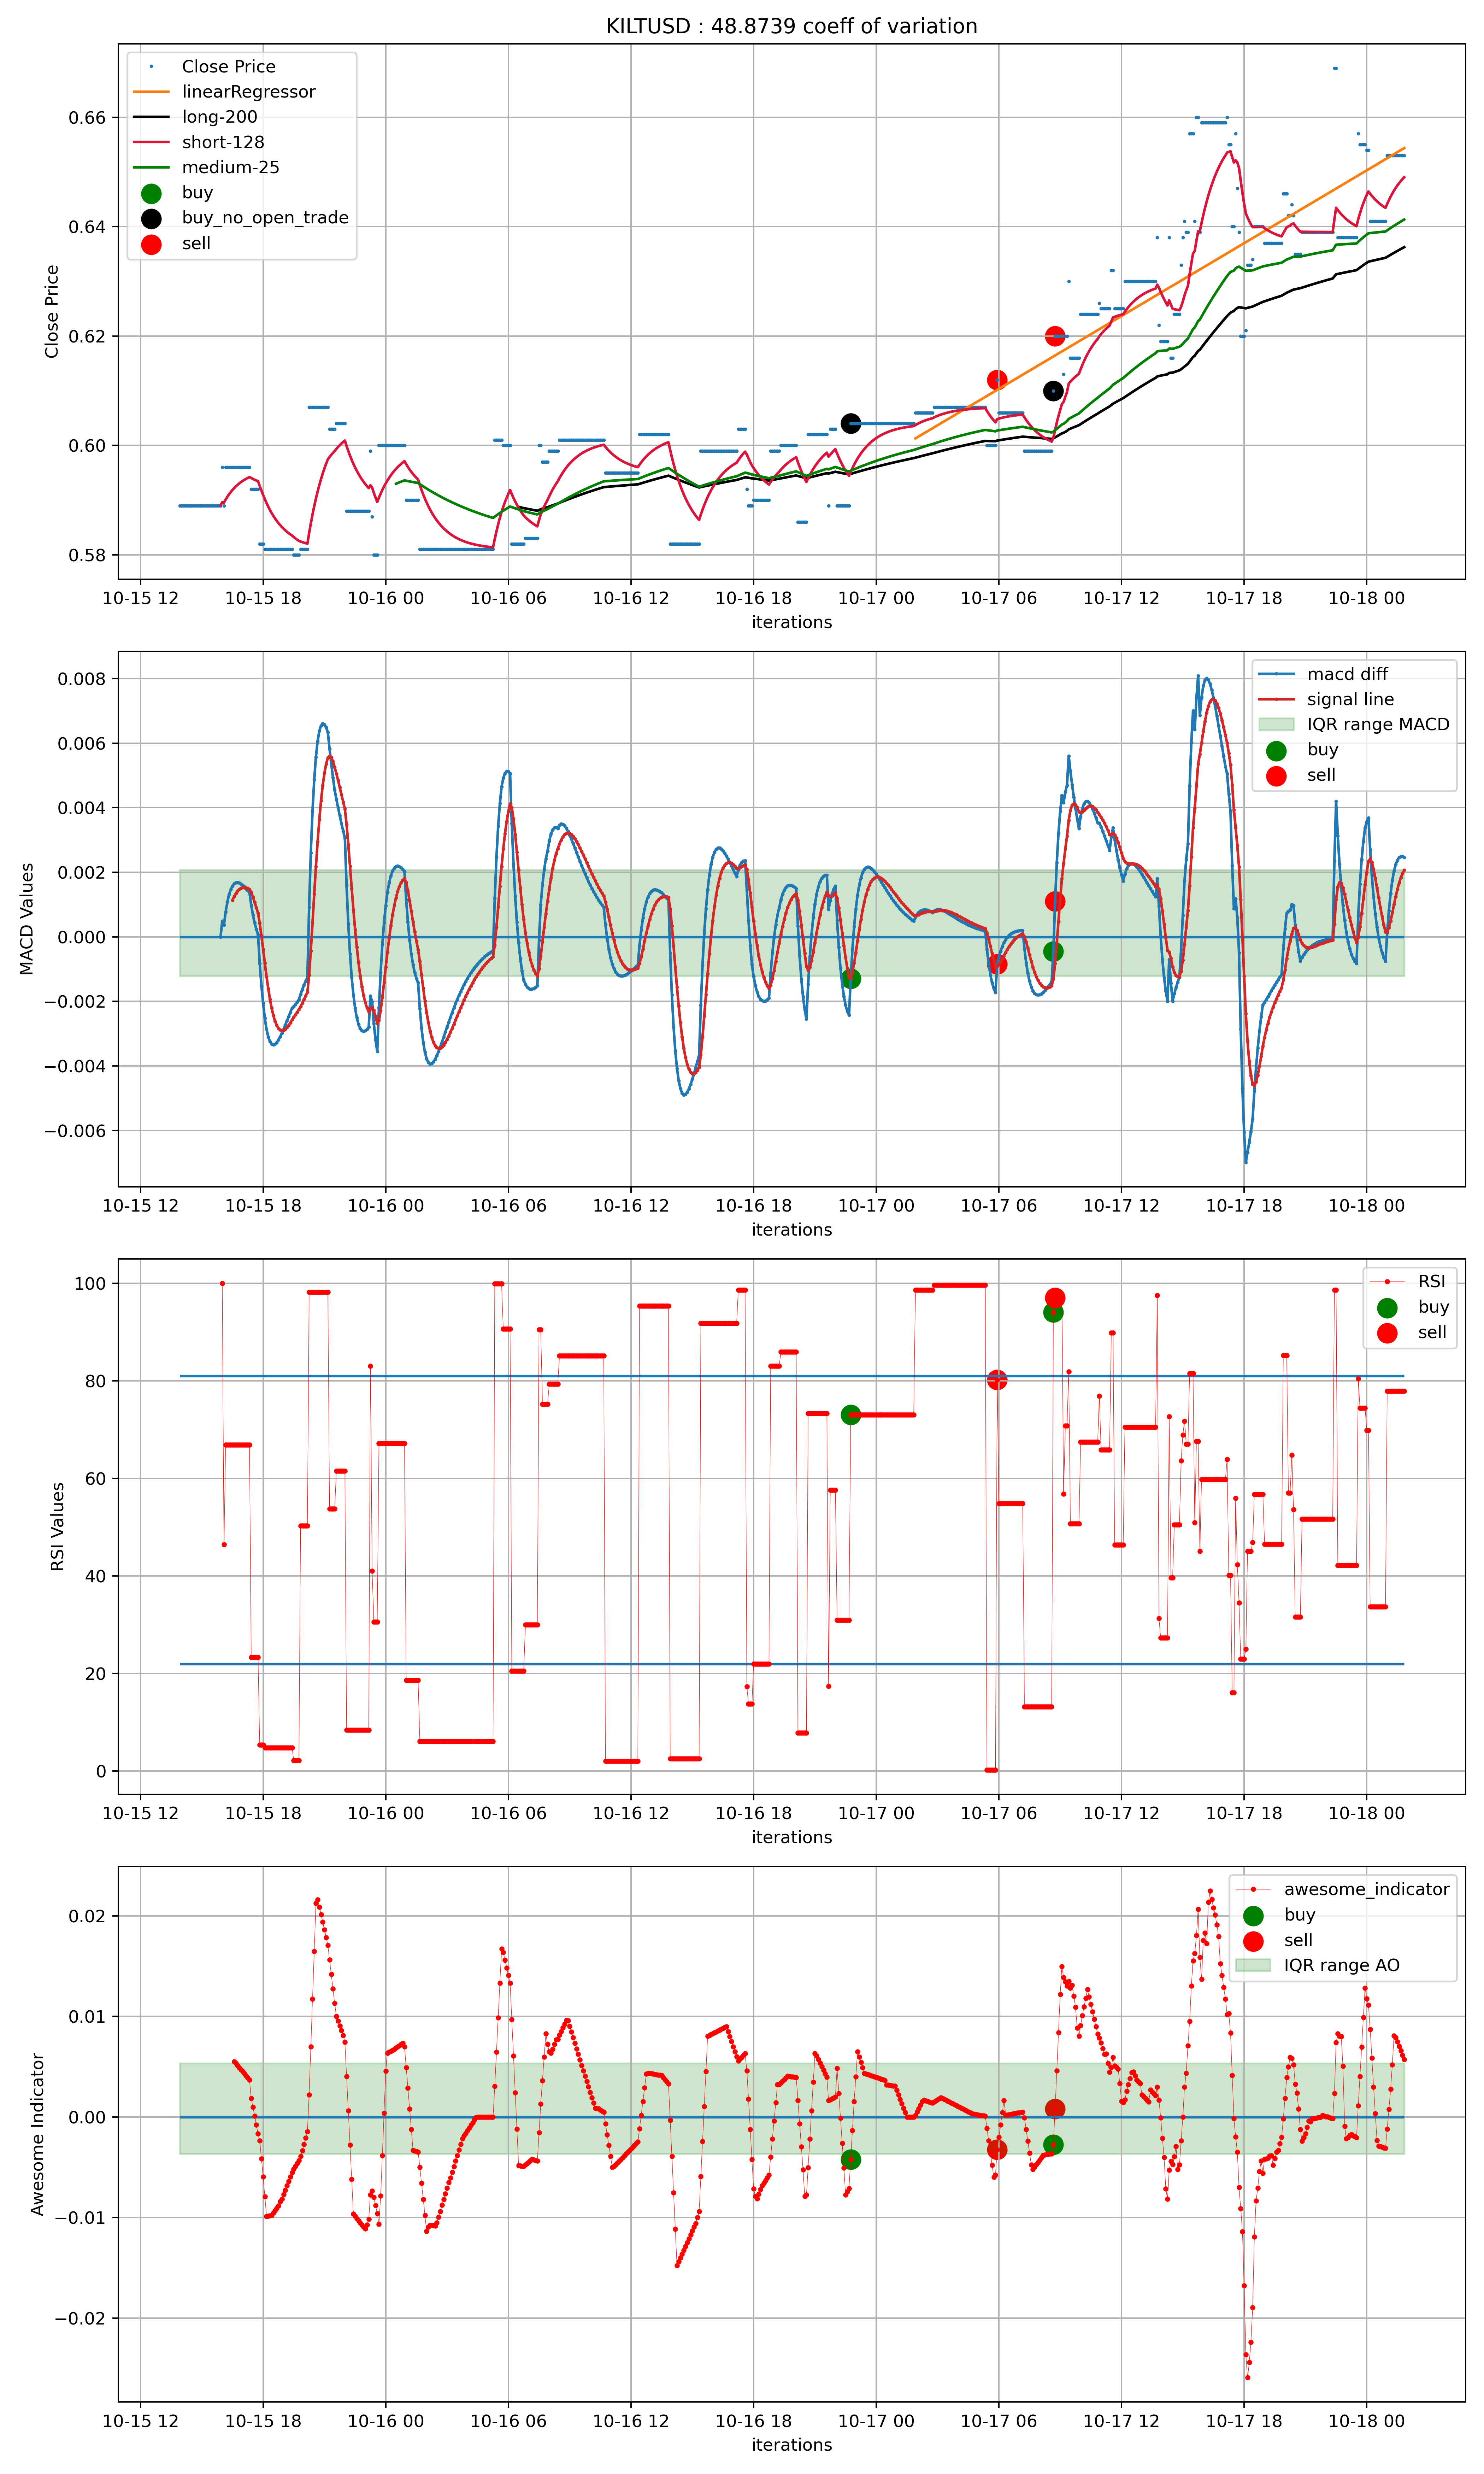 KILTUSD : 48.8739 coeff of variation
Close Price
linearRegressor
long-200
short-128
medium-25
buy
buy_no_open_trade
sell
Close Price
0.66
0.64
0.62
0.60
0.58
10-15 12 10-15 18 10-16 00 10-16 06 10-16 12 10-16 18 10-17 00 10-17 06 10-17 12 10-17 18 10-18 00
iterations
macd diff
signal line
IQR range MACD
buy
sell
MACD Values
0.008
0.006
0.004
0.002
0.000
−0.002
−0.004
−0.006
10-15 12 10-15 18 10-16 00 10-16 06 10-16 12 10-16 18 10-17 00 10-17 06 10-17 12 10-17 18 10-18 00
iterations
RSI
buy
sell
RSI Values
100
80
60
40
20
0
10-15 12 10-15 18 10-16 00 10-16 06 10-16 12 10-16 18 10-17 00 10-17 06 10-17 12 10-17 18 10-18 00
iterations
awesome_indicator
buy
sell
IQR range AO
Awesome Indicator
0.02
0.01
0.00
−0.01
−0.02
10-15 12 10-15 18 10-16 00 10-16 06 10-16 12 10-16 18 10-17 00 10-17 06 10-17 12 10-17 18 10-18 00
iterations